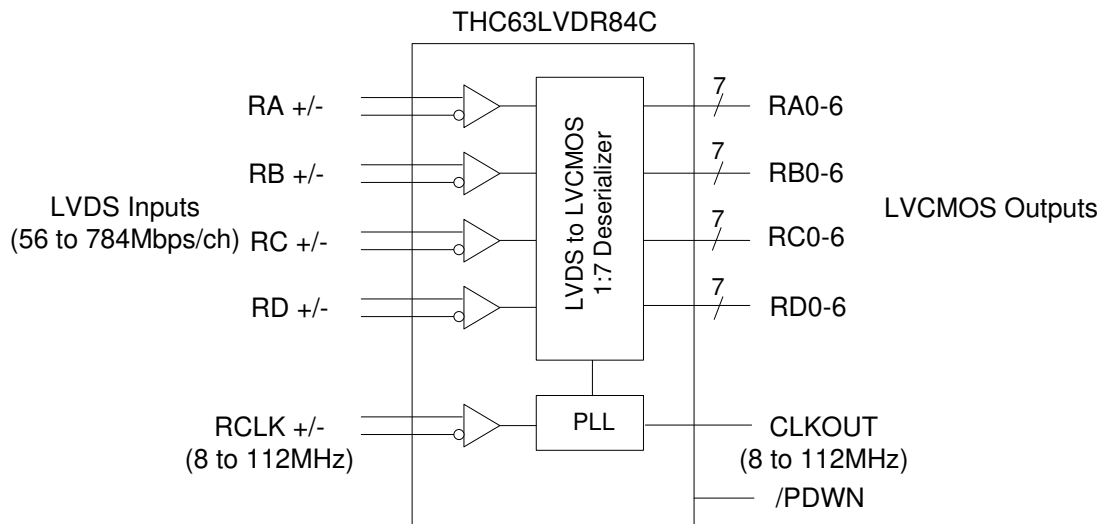 THC63LVDR84C
RA +/-
7
RA0-6
RB +/-
7
RB0-6
LVDS Inputs
(56 to 784Mbps/ch)
RC +/-
LVDS to LVCMOS
1:7 Deserializer
7
RC0-6
LVCMOS Outputs
RD +/-
7
RD0-6
RCLK +/-
(8 to 112MHz)
PLL
CLKOUT
(8 to 112MHz)
/PDWN